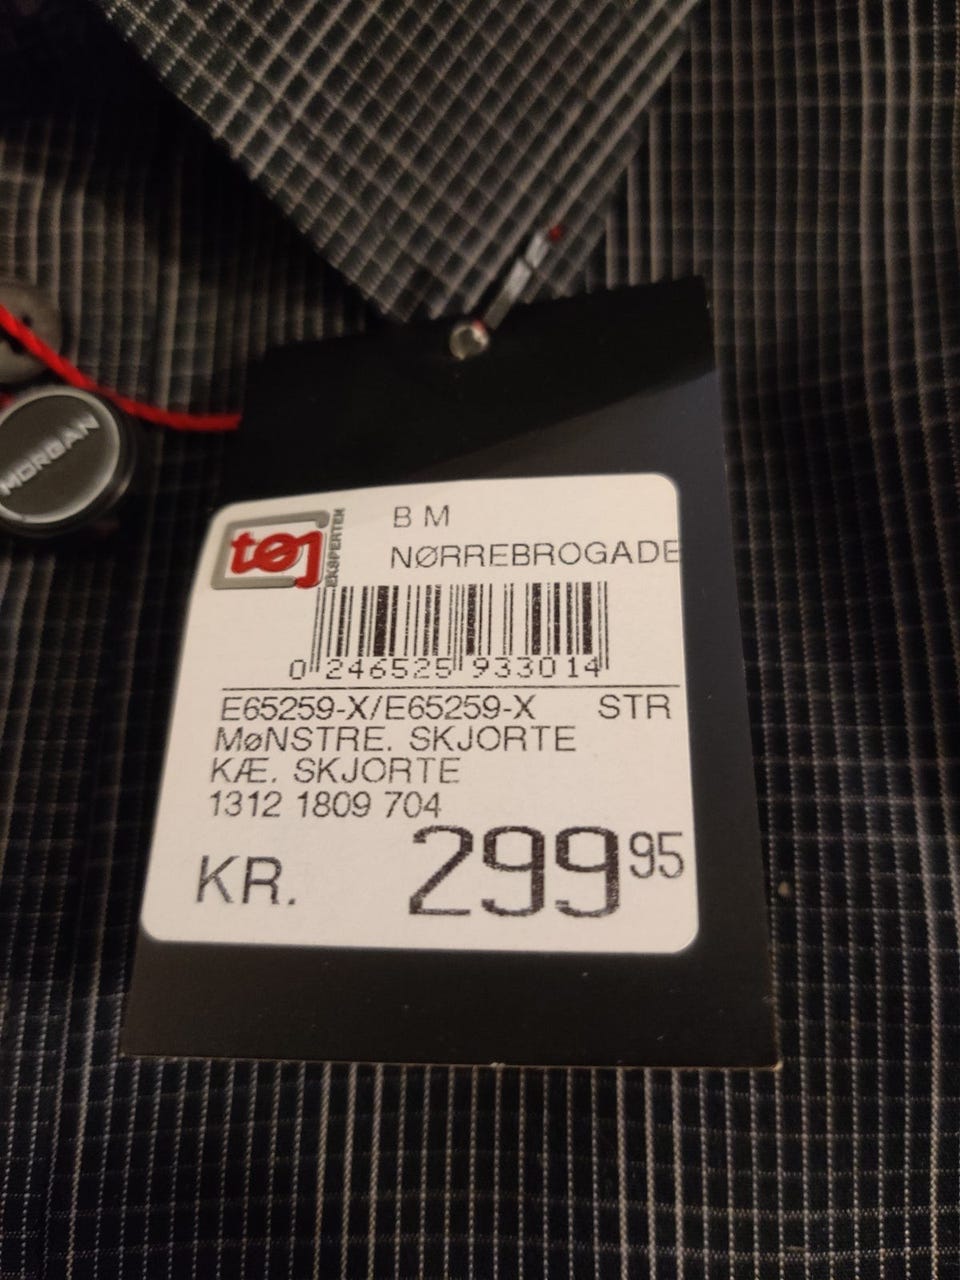 MORGAN
tøj
EKSPERTEN
B M
NØRREBROGADE
0 246525 933014
E65259-X/E65259-X STR
MøNSTRE. SKJORTE
KÆ. SKJORTE
1312 1809 704
KR. 299 95